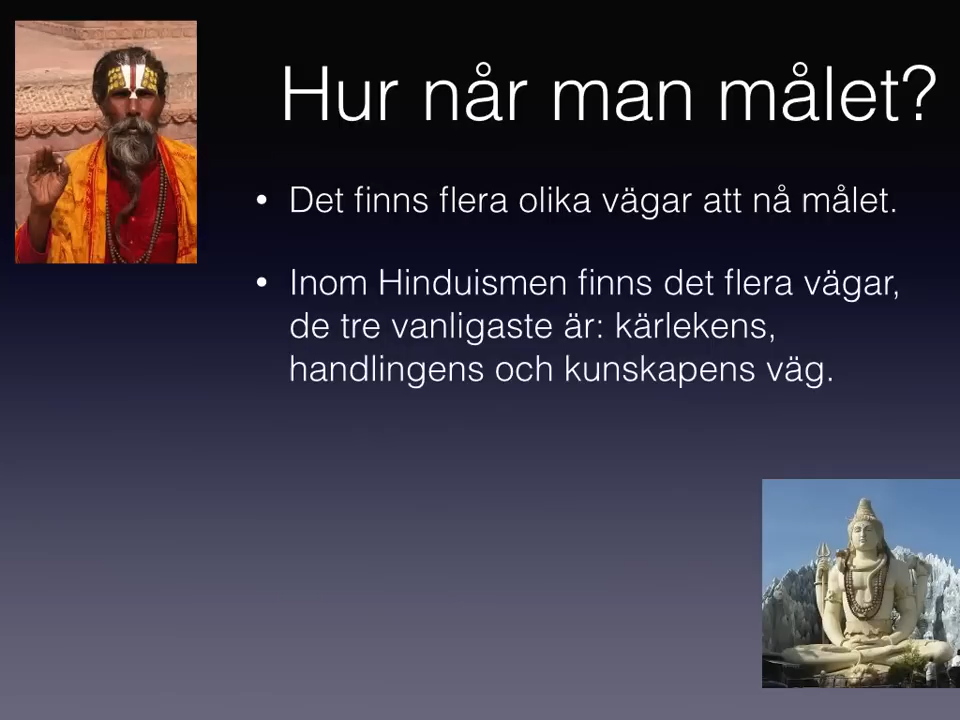 Hur når man målet?
• Det finns flera olika vägar att nå målet.
• Inom Hinduismen finns det flera vägar,
de tre vanligaste är: kärlekens,
handlingens och kunskapens väg.